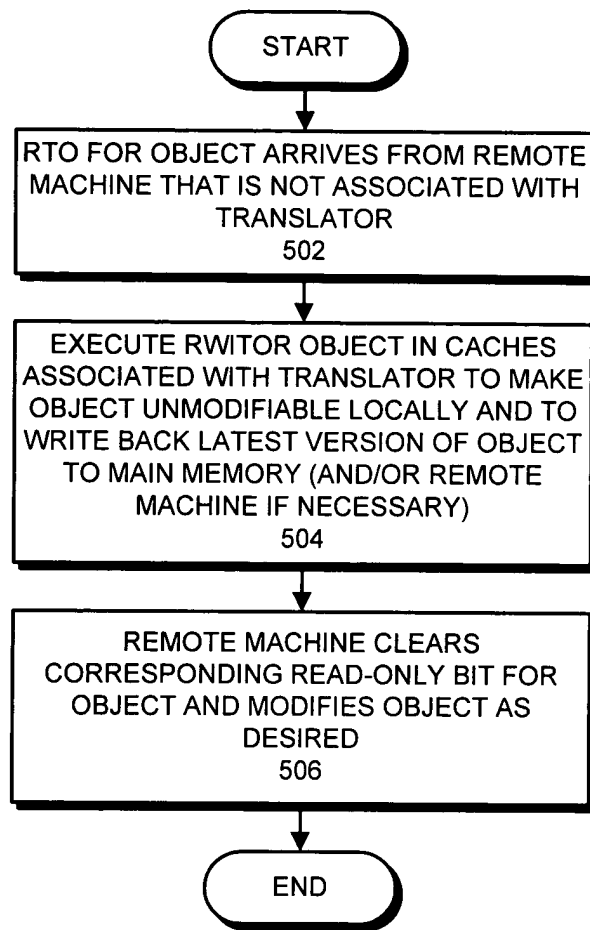 START
RTO FOR OBJECT ARRIVES FROM REMOTE
MACHINE THAT IS NOT ASSOCIATED WITH
TRANSLATOR
502
EXECUTE RWITOR OBJECT IN CACHES
ASSOCIATED WITH TRANSLATOR TO MAKE
OBJECT UNMODIFIABLE LOCALLY AND TO
WRITE BACK LATEST VERSION OF OBJECT
TO MAIN MEMORY (AND/OR REMOTE
MACHINE IF NECESSARY)
504
REMOTE MACHINE CLEARS
CORRESPONDING READ-ONLY BIT FOR
OBJECT AND MODIFIES OBJECT AS
DESIRED
506
END